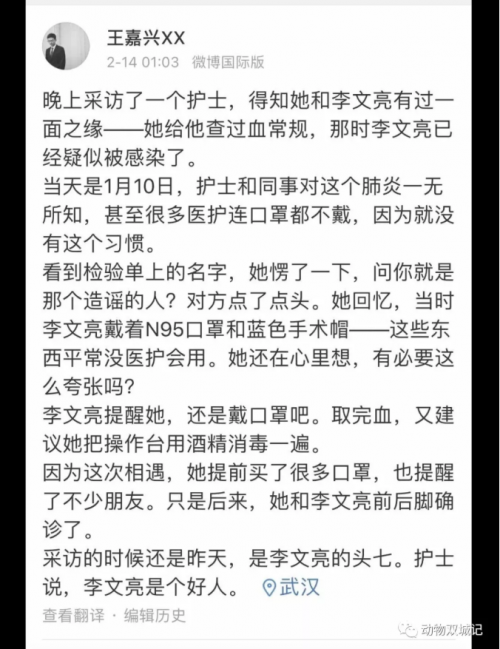 王嘉兴XX
2-14 01:03 微博国际版
晚上采访了一个护士，得知她和李文亮有过一
面之缘——她给他查过血常规，那时李文亮已
经疑似被感染了。
当天是1月10日，护士和同事对这个肺炎一无
所知，甚至很多医护连口罩都不戴，因为就没
有这个习惯。
看到检验单上的名字，她愣了一下，问你就是
那个造谣的人？对方点了点头。她回忆，当时
李文亮戴着N95口罩和蓝色手术帽——这些东
西平常没医护会用。她还在心里想，有必要这
么夸张吗？
李文亮提醒她，还是戴口罩吧。取完血，又建
议她把操作台用酒精消毒一遍。
因为这次相遇，她提前买了很多口罩，也提醒
了不少朋友。只是后来，她和李文亮前后脚确
诊了。
采访的时候还是昨天，是李文亮的头七。护士
说，李文亮是个好人。 武汉
查看翻译 · 编辑历史
动物双城记